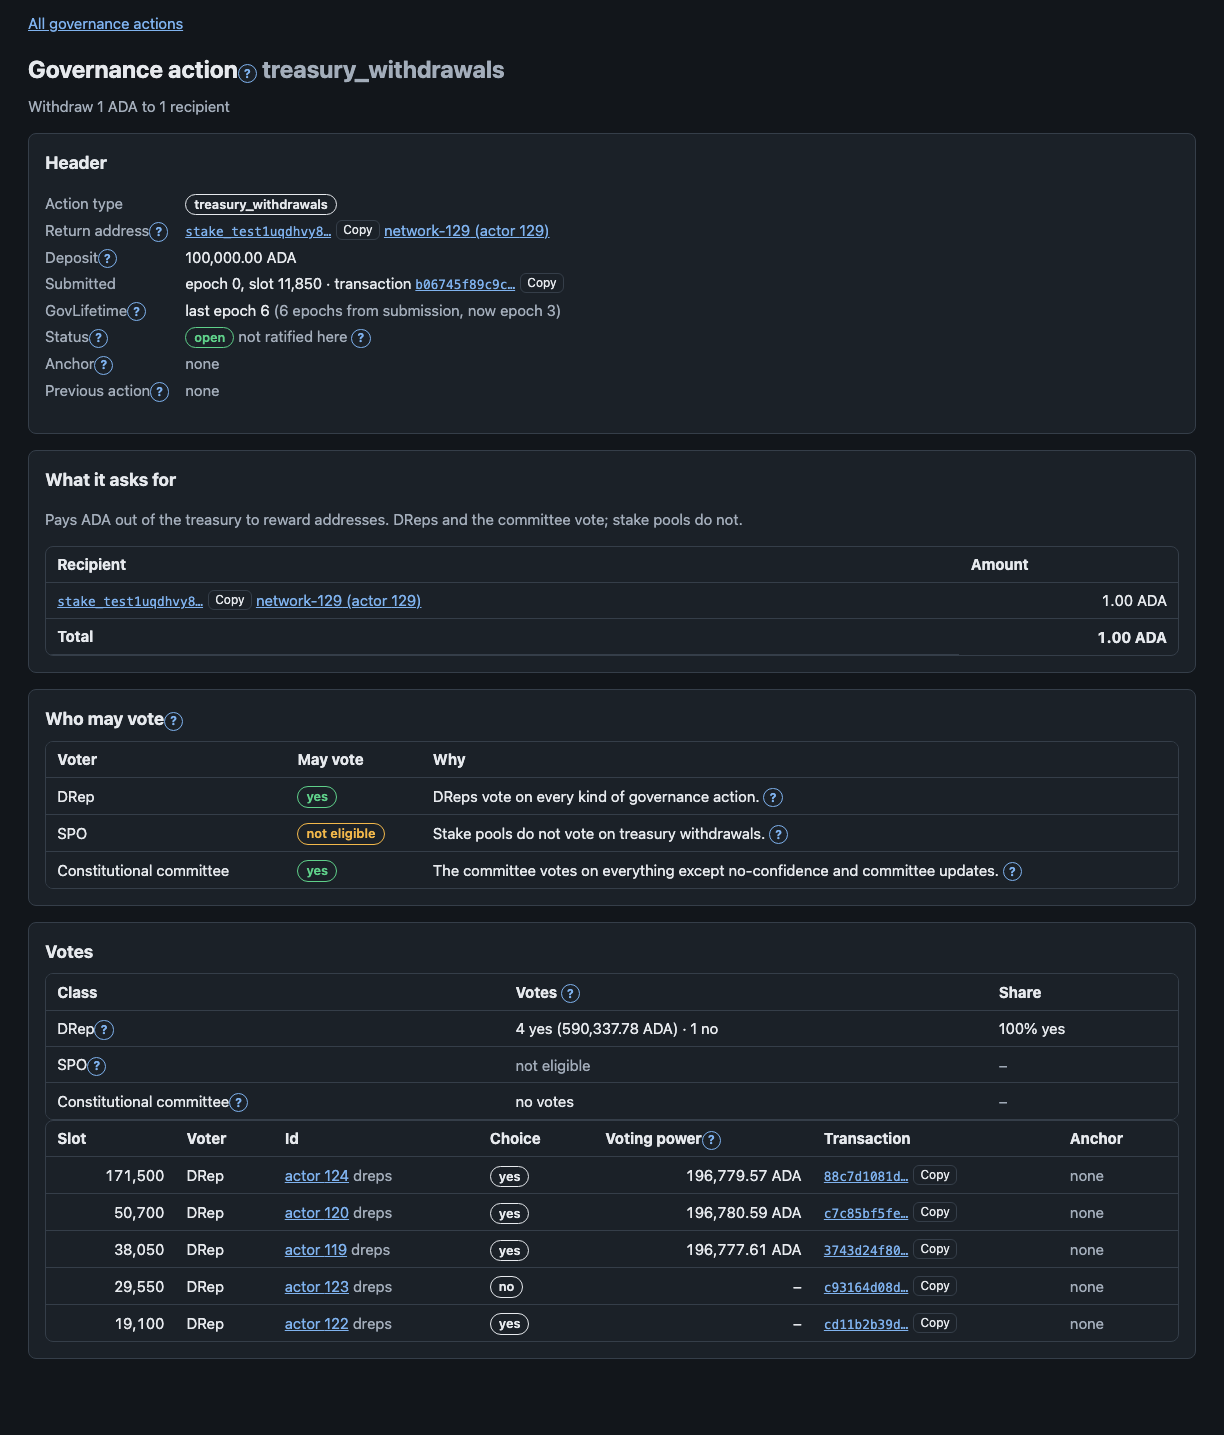 All governance actions
Governance action? treasury_withdrawals
Withdraw 1 ADA to 1 recipient
Header
Action type treasury_withdrawals
Return address? stake_test1uqdhvy8… Copy network-129 (actor 129)
Deposit? 100,000.00 ADA
Submitted epoch 0, slot 11,850 · transaction b06745f89c9c… Copy
GovLifetime? last epoch 6 (6 epochs from submission, now epoch 3)
Status? open not ratified here ?
Anchor? none
Previous action? none
What it asks for
Pays ADA out of the treasury to reward addresses. DReps and the committee vote; stake pools do not.
Recipient Amount
stake_test1uqdhvy8… Copy network-129 (actor 129) 1.00 ADA
Total 1.00 ADA
Who may vote?
Voter May vote Why
DRep yes DReps vote on every kind of governance action. ?
SPO not eligible Stake pools do not vote on treasury withdrawals. ?
Constitutional committee yes The committee votes on everything except no-confidence and committee updates. ?
Votes
Class Votes ? Share
DRep? 4 yes (590,337.78 ADA) · 1 no 100% yes
SPO? not eligible –
Constitutional committee? no votes –
Slot Voter Id Choice Voting power? Transaction Anchor
171,500 DRep actor 124 dreps yes 196,779.57 ADA 88c7d1081d… Copy none
50,700 DRep actor 120 dreps yes 196,780.59 ADA c7c85bf5fe… Copy none
38,050 DRep actor 119 dreps yes 196,777.61 ADA 3743d24f80… Copy none
29,550 DRep actor 123 dreps no – c93164d08d… Copy none
19,100 DRep actor 122 dreps yes – cd11b2b39d… Copy none